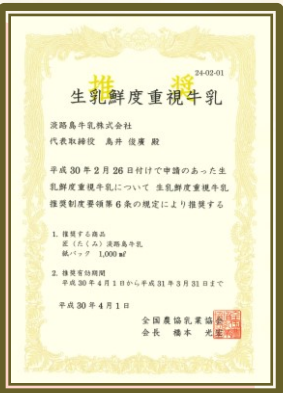 24-02-01
推奨
生乳鮮度重視牛乳
淡路島牛乳株式会社
代表取締役 鳥井 俊廣 殿
平成30年2月26日付けで申請のあった生
乳鮮度重視牛乳について 生乳鮮度重視牛乳
推奨制度要領第6条の規定により推奨する
1. 推奨する商品
匠(たくみ)淡路島牛乳
紙パック 1,000㎖
2. 推奨有効期間
平成30年4月1日から平成31年3月31日まで
平成30年4月1日
全国農協乳業協会
会長 橋本 光宏